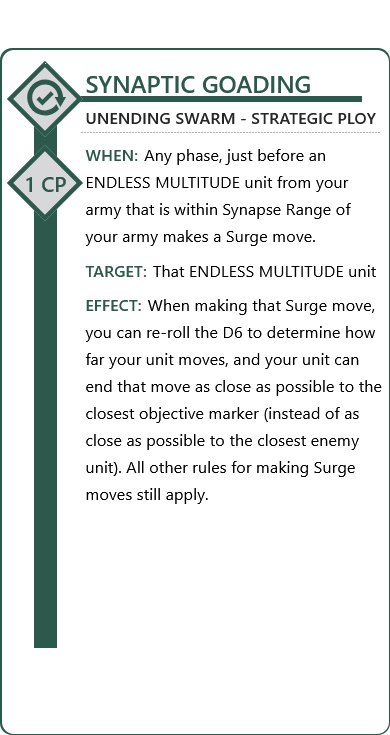 SYNAPTIC GOADING
UNENDING SWARM - STRATEGIC PLOY
1 CP
WHEN: Any phase, just before an
ENDLESS MULTITUDE unit from your
army that is within Synapse Range of
your army makes a Surge move.
TARGET: That ENDLESS MULTITUDE unit
EFFECT: When making that Surge move,
you can re-roll the D6 to determine how
far your unit moves, and your unit can
end that move as close as possible to the
closest objective marker (instead of as
close as possible to the closest enemy
unit). All other rules for making Surge
moves still apply.